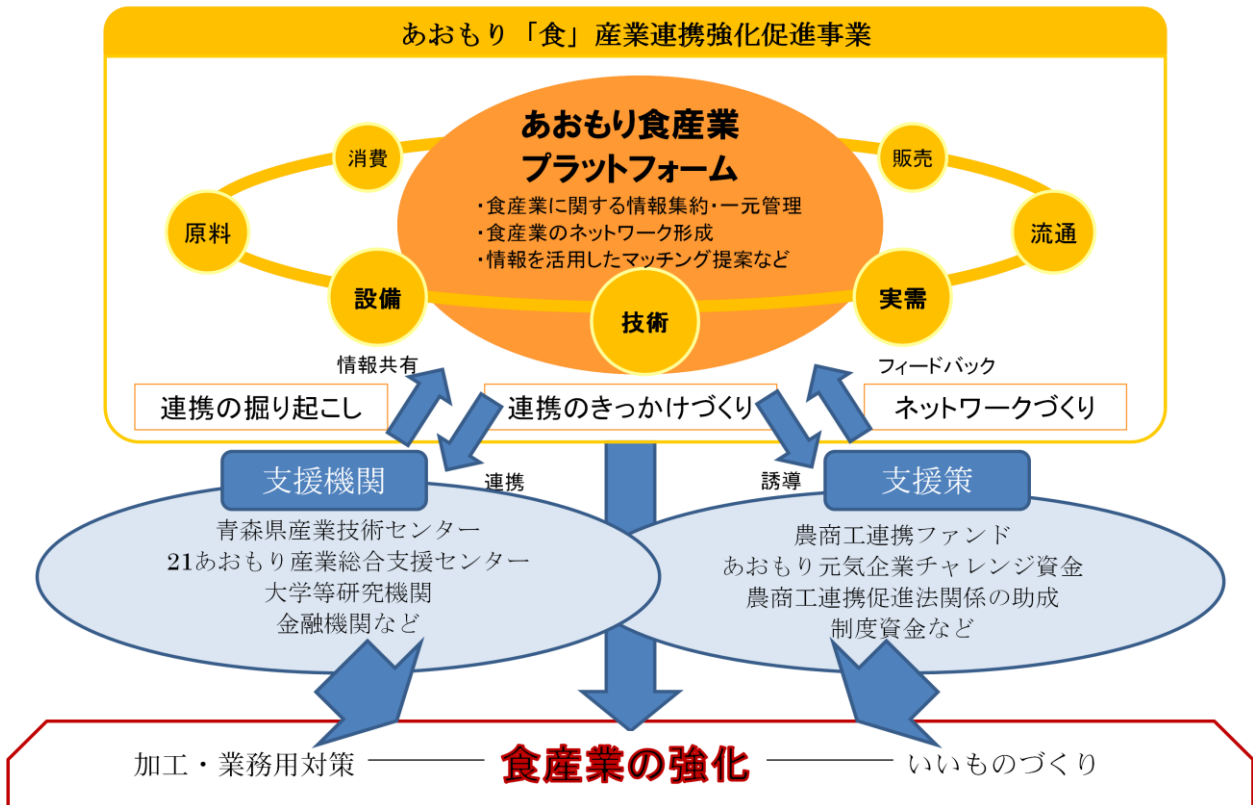 あおもり「食」産業連携強化促進事業
あおもり食産業
プラットフォーム
・食産業に関する情報集約・一元管理
・食産業のネットワーク形成
・情報を活用したマッチング提案など
消費
販売
原料
流通
設備
技術
実需
情報共有
フィードバック
連携の掘り起こし
連携のきっかけづくり
ネットワークづくり
連携
誘導
支援機関
青森県産業技術センター
21あおもり産業総合支援センター
大学等研究機関
金融機関など
支援策
農商工連携ファンド
あおもり元気企業チャレンジ資金
農商工連携促進法関係の助成
制度資金など
加工・業務用対策
食産業の強化
いいものづくり